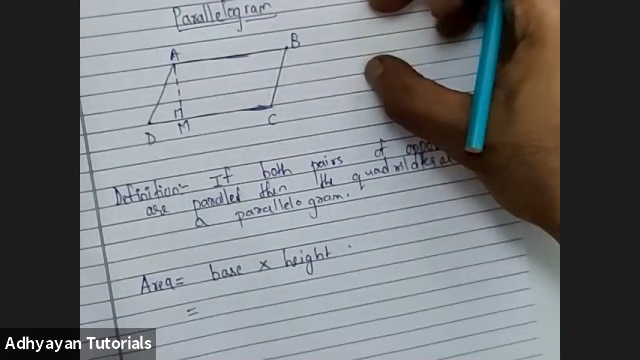 Parallelogram
A
B
D
M
C
Definition:- If both pairs of
are parallel then the quadrilateral
a parallelogram.
Area= base × height
=
Adhyayan Tutorials